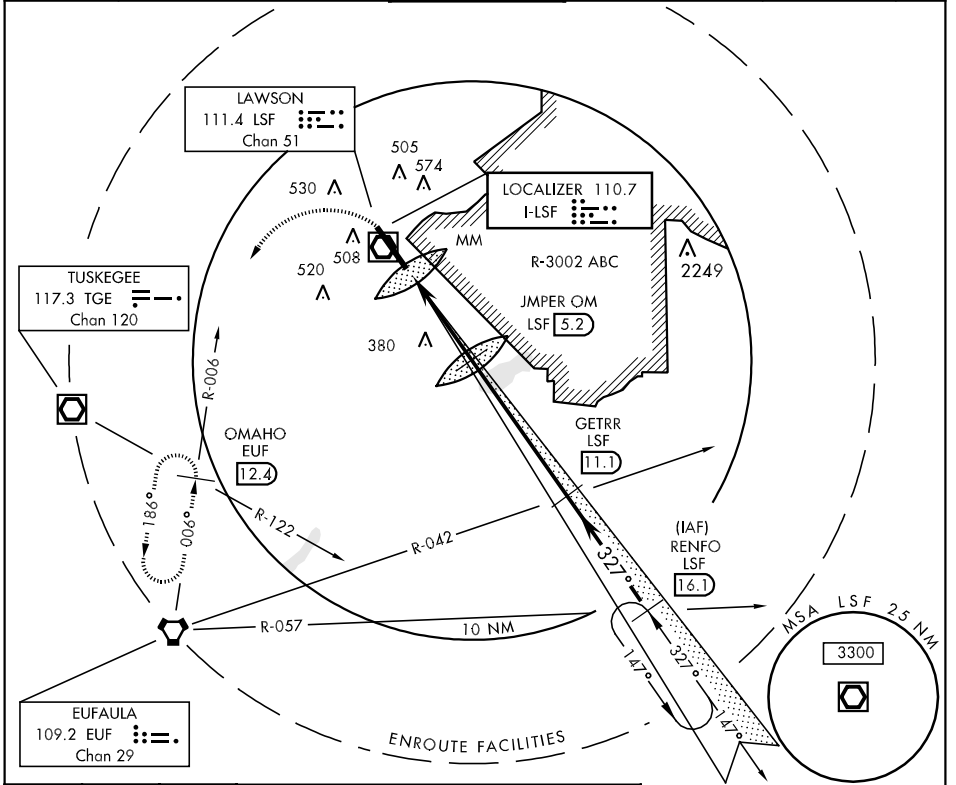 LAWSON
111.4 LSF
Chan 51
505
574
530
LOCALIZER 110.7
I-LSF
MM
508
R-3002 ABC
2249
520
TUSKEGEE
117.3 TGE
Chan 120
JMPER OM
LSF 5.2
380
R-006
OMAHO
EUF
12.4
GETRR
LSF
11.1
186°
006°
R-122
R-042
327°
(IAF)
RENFO
LSF
16.1
R-057
10 NM
147°
327°
147°
MSA LSF 25 NM
3300
EUFAULA
109.2 EUF
Chan 29
ENROUTE FACILITIES